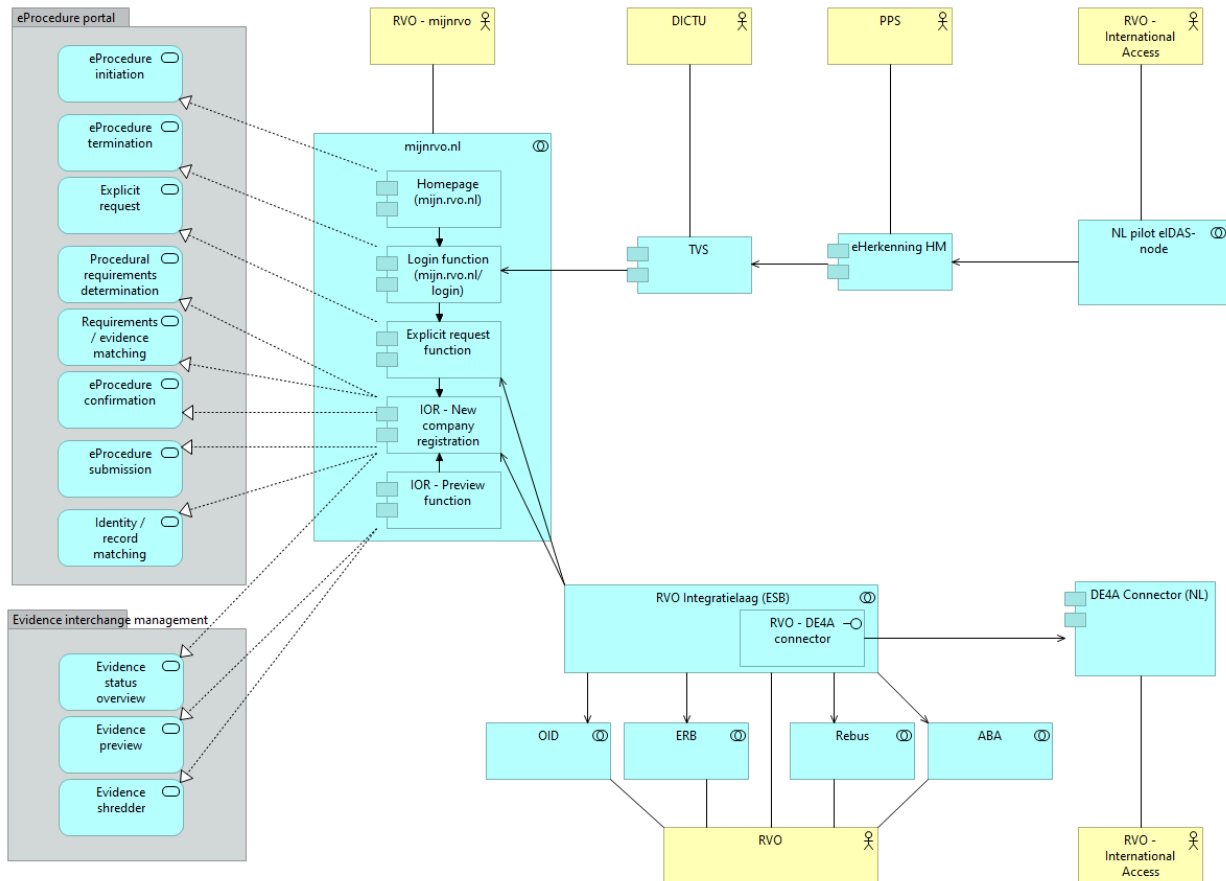 eProcedure portal
eProcedure
initiation
eProcedure
termination
Explicit
request
Procedural
requirements
determination
Requirements
/ evidence
matching
eProcedure
confirmation
eProcedure
submission
Identity /
record
matching
Evidence interchange management
Evidence
status
overview
Evidence
preview
Evidence
shredder
RVO - mijnrvo
mijnrvo.nl
Homepage
(mijn.rvo.nl)
Login function
(mijn.rvo.nl/
login)
Explicit request
function
IOR - New
company
registration
IOR - Preview
function
DICTU
TVS
PPS
eHerkenning HM
RVO -
International
Access
NL pilot eIDAS-
node
RVO Integratielaag (ESB)
RVO - DE4A
connector
DE4A Connector (NL)
OID
ERB
Rebus
ABA
RVO
RVO -
International
Access